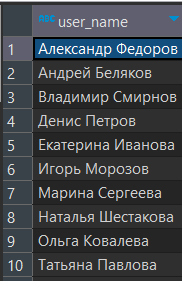 user_name
1 Александр Федоров
2 Андрей Беляков
3 Владимир Смирнов
4 Денис Петров
5 Екатерина Иванова
6 Игорь Морозов
7 Марина Сергеева
8 Наталья Шестакова
9 Ольга Ковалева
10 Татьяна Павлова